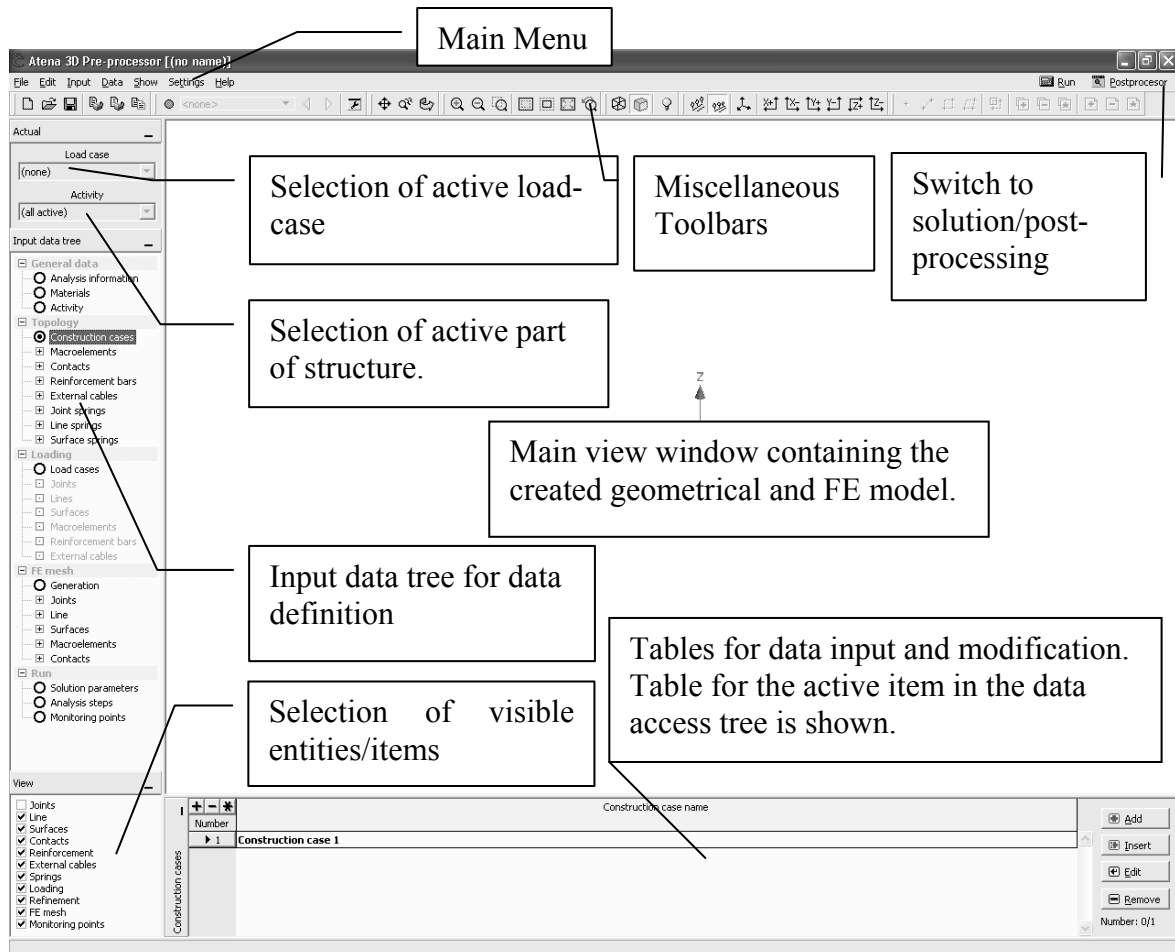 Main Menu
Atena 3D Pre-processor [(no name)]
File Edit Input Data Show Settings Help
Run Postprocesor
<none>
Actual
Load case
(none)
Activity
(all active)
Selection of active load-
case
Miscellaneous
Toolbars
Switch to
solution/post-
processing
Input data tree
General data
Analysis information
Materials
Activity
Topology
Construction cases
Macroelements
Contacts
Reinforcement bars
External cables
Joint springs
Line springs
Surface springs
Selection of active part
of structure.
Z
Main view window containing the
created geometrical and FE model.
Loading
Load cases
Joints
Lines
Surfaces
Macroelements
Reinforcement bars
External cables
FE mesh
Generation
Joints
Line
Surfaces
Macroelements
Contacts
Run
Solution parameters
Analysis steps
Monitoring points
Input data tree for data
definition
Tables for data input and modification.
Table for the active item in the data
access tree is shown.
Selection of visible
entities/items
View
Joints
Line
Surfaces
Contacts
Reinforcement
External cables
Springs
Loading
Refinement
FE mesh
Monitoring points
Construction cases
Number
Construction case name
1 Construction case 1
Add
Insert
Edit
Remove
Number: 0/1